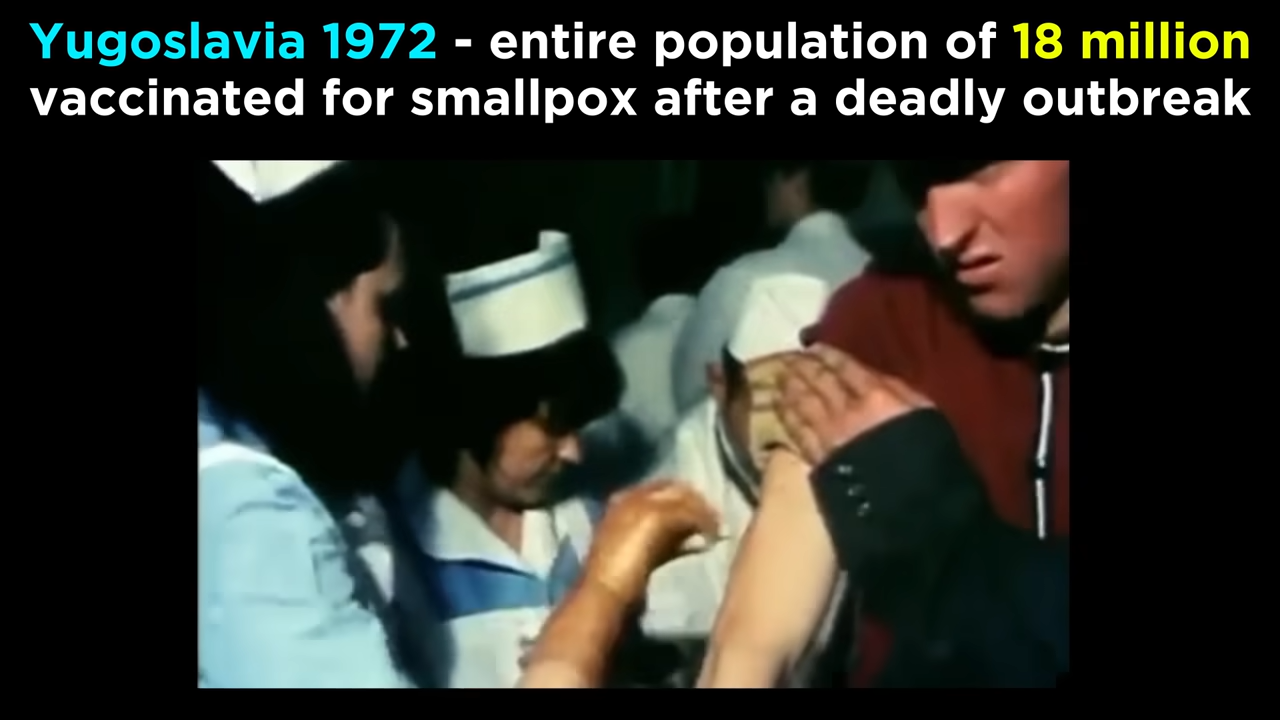 Yugoslavia 1972 - entire population of 18 million
vaccinated for smallpox after a deadly outbreak